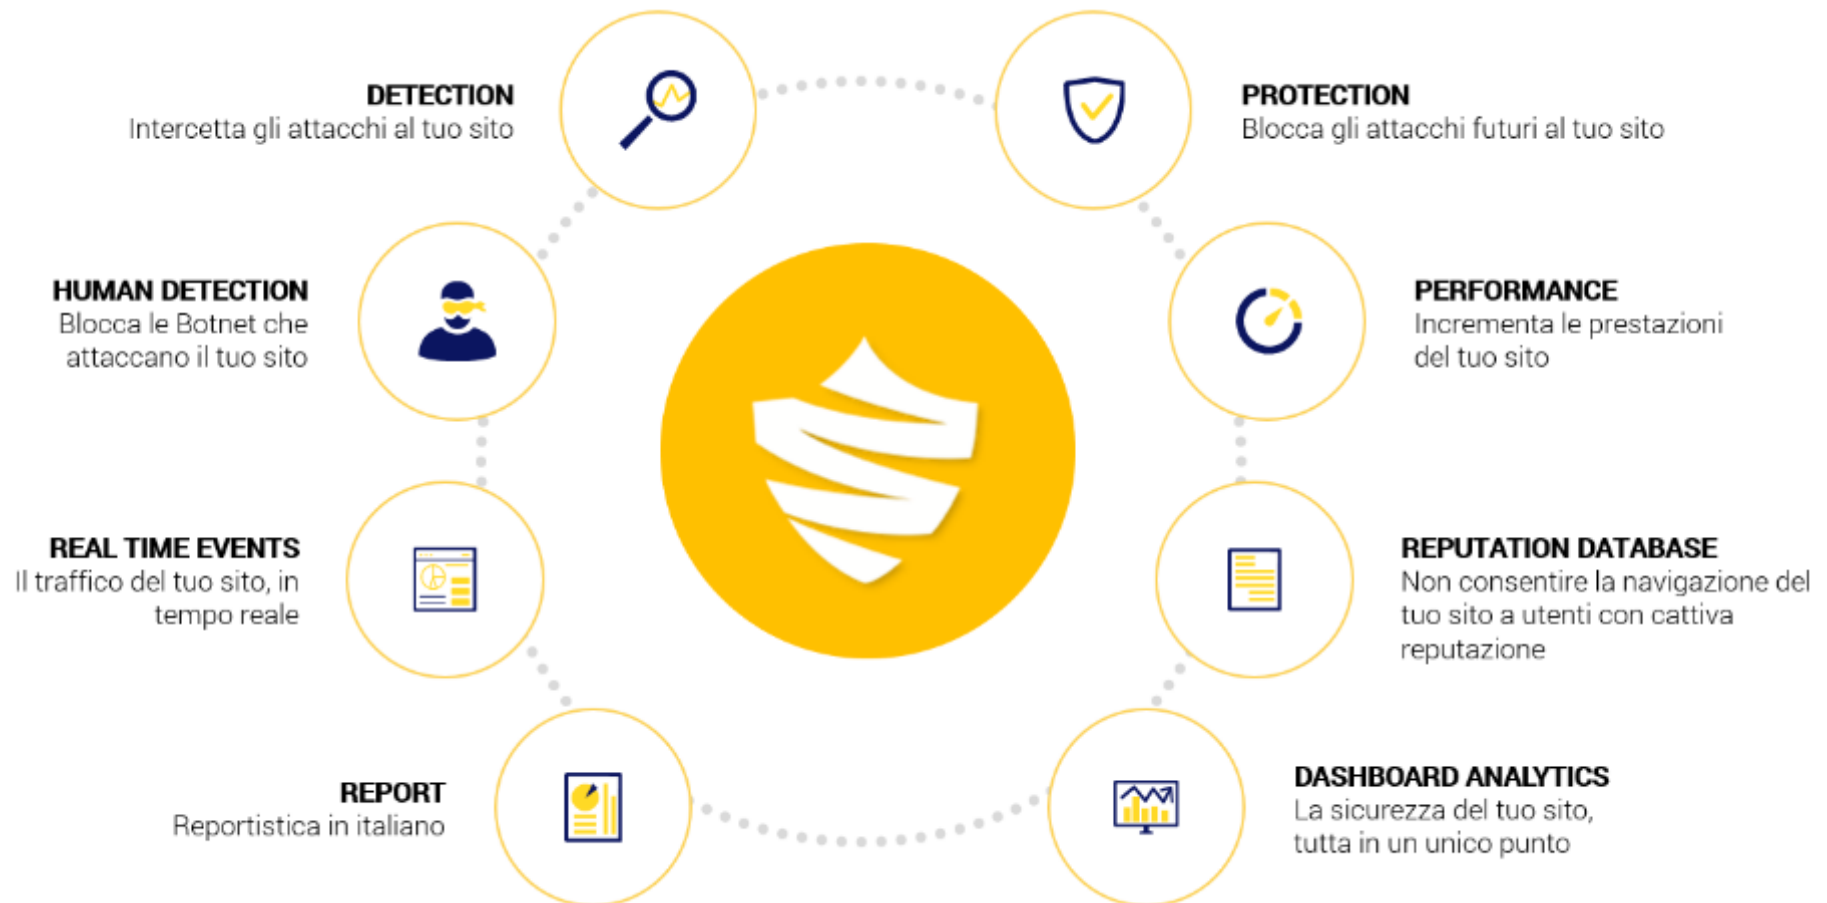 DETECTION
Intercetta gli attacchi al tuo sito
PROTECTION
Blocca gli attacchi futuri al tuo sito
HUMAN DETECTION
Blocca le Botnet che
attaccano il tuo sito
PERFORMANCE
Incrementa le prestazioni
del tuo sito
REAL TIME EVENTS
Il traffico del tuo sito, in
tempo reale
REPUTATION DATABASE
Non consentire la navigazione del
tuo sito a utenti con cattiva
reputazione
REPORT
Reportistica in italiano
DASHBOARD ANALYTICS
La sicurezza del tuo sito,
tutta in un unico punto